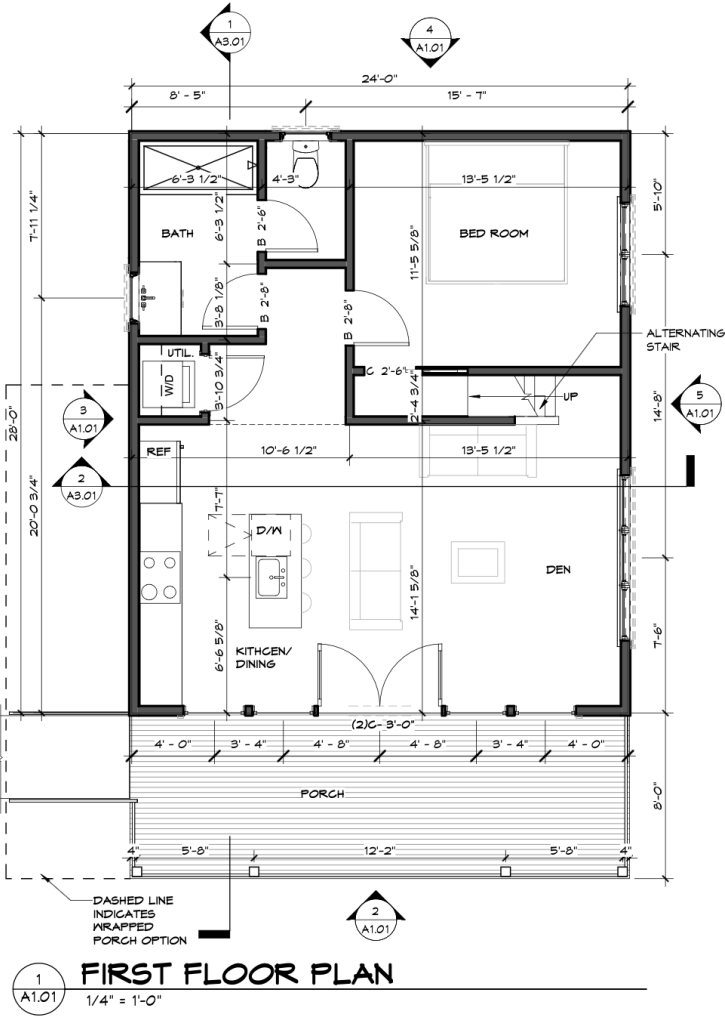 1
A3.01
4
A1.01
24'-0"
8' - 5"
15' - 7"
6'-3 1/2"
4'-3"
13'-5 1/2"
5'-10"
7'-11 1/4"
6'-3 1/2"
B 2'-6"
BATH
BED ROOM
11'-5 5/8"
3'-8 1/8"
B 2'-8"
B 2'-8"
ALTERNATING
STAIR
UTIL.
W/D
3'-10 3/4"
C 2'-6"
2'-4 3/4"
UP
3
A1.01
28'-0"
14'-8"
5
A1.01
REF
10'-6 1/2"
13'-5 1/2"
2
A3.01
20'-0 3/4"
7'-7"
D/W
DEN
14'-1 5/8"
6'-6 5/8"
KITHCEN/
DINING
7'-6"
(2)C- 3'-0"
4' - 0"
3' - 4"
4' - 8"
4' - 8"
3' - 4"
4' - 0"
PORCH
8'-0"
4"
5'-8"
12'-2"
5'-8"
4"
DASHED LINE
INDICATES
WRAPPED
PORCH OPTION
2
A1.01
1
A1.01
FIRST FLOOR PLAN
1/4" = 1'-0"